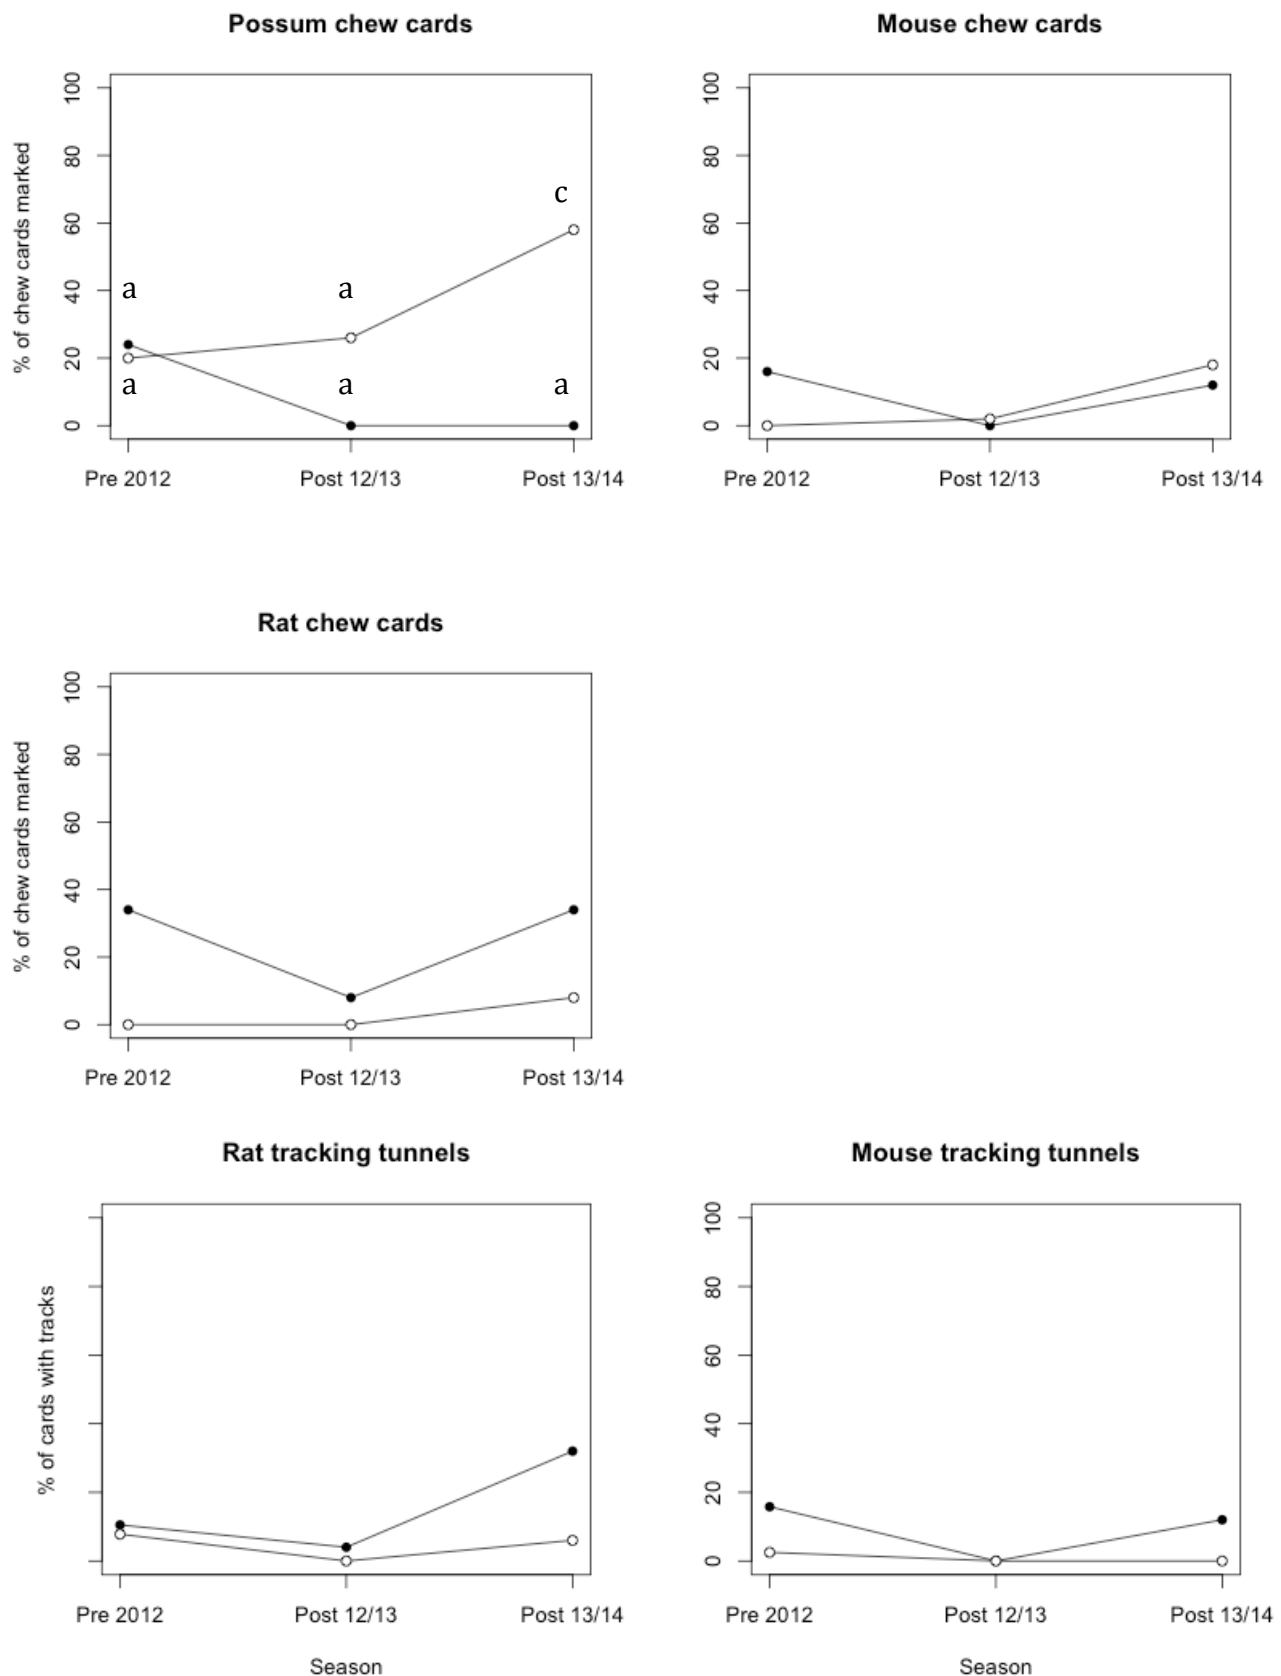 Possum chew cards
% of chew cards marked
100
80
60
40
20
0
a
a
c
a
a
a
Pre 2012 Post 12/13 Post 13/14
Mouse chew cards
100
80
60
40
20
0
Pre 2012 Post 12/13 Post 13/14
Rat chew cards
% of chew cards marked
100
80
60
40
20
0
Pre 2012 Post 12/13 Post 13/14
Rat tracking tunnels
% of cards with tracks
Pre 2012 Post 12/13 Post 13/14
Season
Mouse tracking tunnels
100
80
60
40
20
0
Pre 2012 Post 12/13 Post 13/14
Season